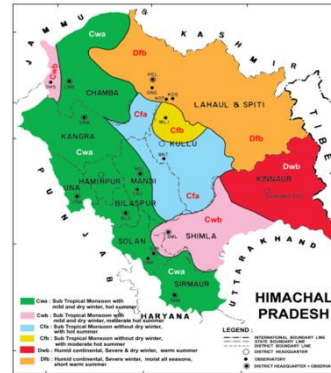 JAMMU & KASHMIR
Cwa
Dfb
Cwb
CHAMBA
LAHAUL & SPITI
TIBET
Cfa
Cfb
KULLU
Dfb
KANGRA
Cwa
Dwb
KINNAUR
HAMIRPUR
MANDI
UNA
Cfa
BILASPUR
PUNJAB
Cwb
SHIMLA
SOLAN
Cwa
SIRMAUR
UTTARAKHAND
HARYANA
HIMACHAL
PRADESH
Cwa : Sub Tropical Monsoon with
mild and dry winter, hot summer
Cwb : Sub Tropical Monsoon with
mild and dry winter, moderate hot summer
Cfa : Sub Tropical Monsoon without dry winter,
hot summer
Cfb : Sub Tropical Monsoon without dry winter,
with moderate hot summer
Dwb : Humid continental, Severe & dry winter, warm summer
Dfb : Humid continental, Severe winter, moist all seasons,
short warm summer
LEGEND :
INTERNATIONAL BOUNDARY LINE
STATE BOUNDARY LINE
DISTRICT BOUNDARY LINE
DISTRICT HEADQUARTER
OBSERVATORY
DISTRICT HEADQUARTER + OBSER